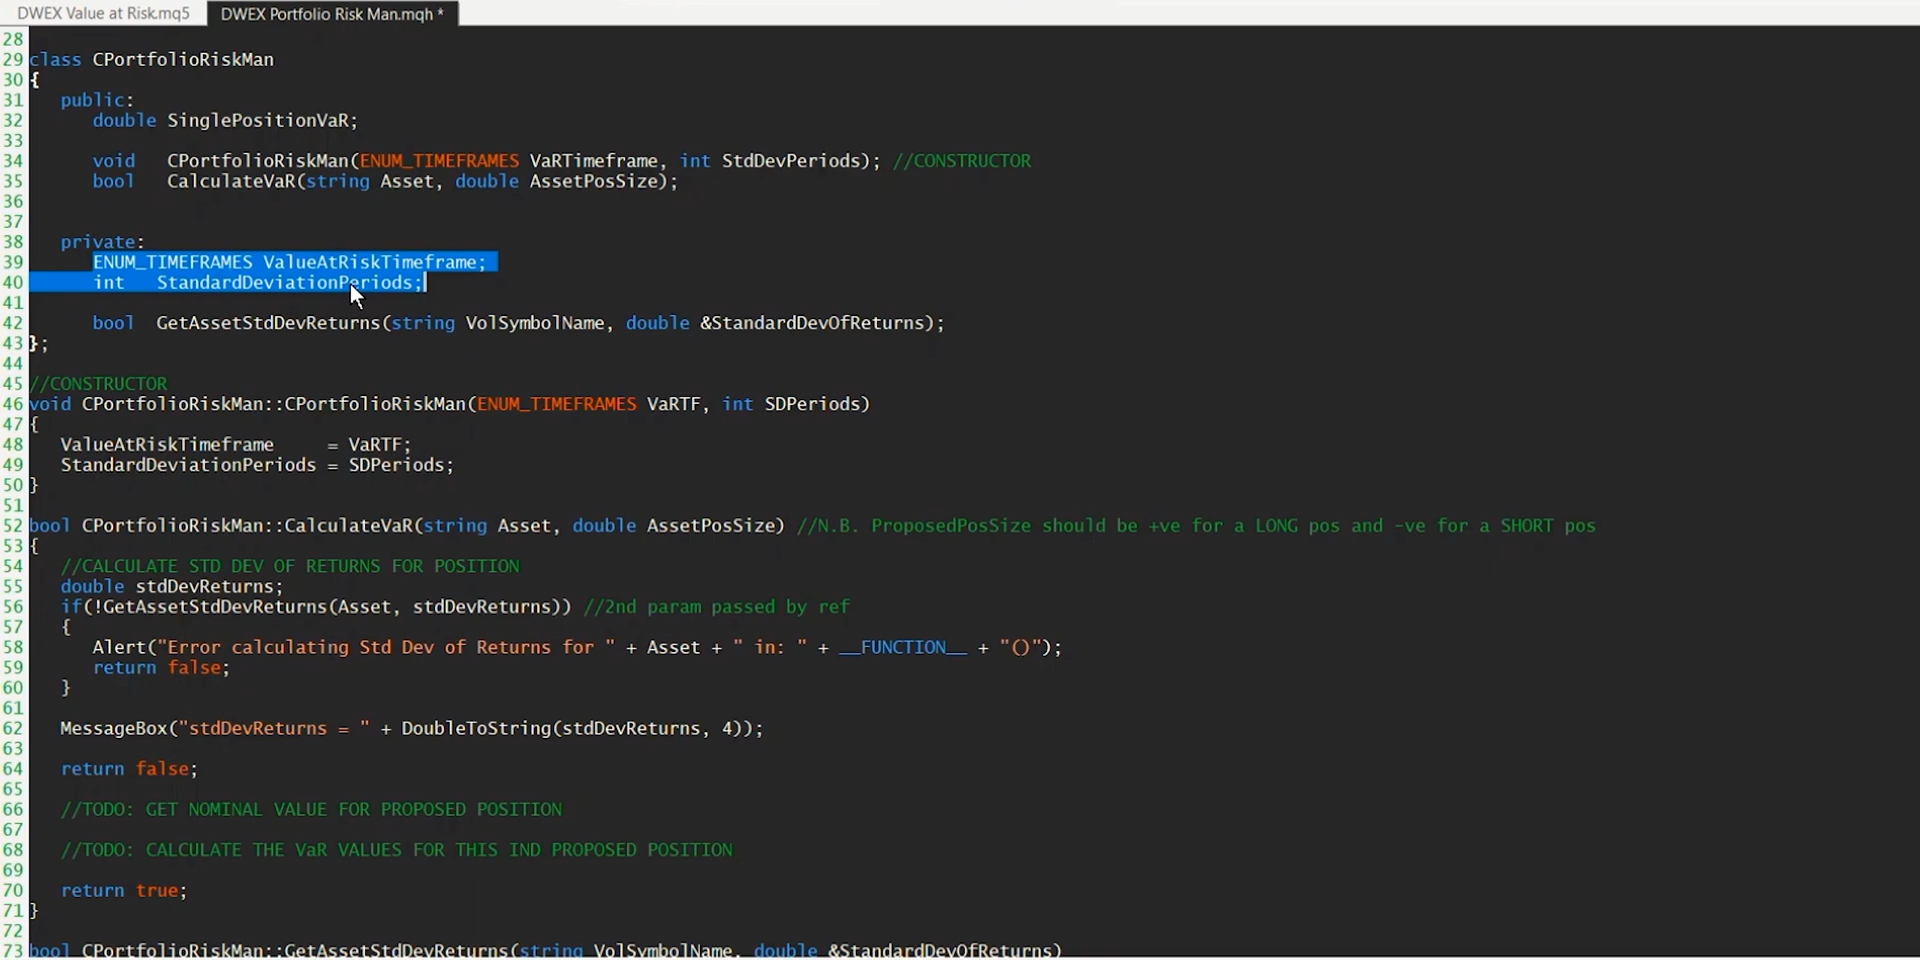 DWEX Value at Risk.mq5 DWEX Portfolio Risk Man.mqh *
28
29 class CPortfolioRiskMan
30 {
31 public:
32 double SinglePositionVaR;
33
34 void CPortfolioRiskMan(ENUM_TIMEFRAMES VaRTimeframe, int StdDevPeriods); //CONSTRUCTOR
35 bool CalculateVaR(string Asset, double AssetPosSize);
36
37
38 private:
39 ENUM_TIMEFRAMES ValueAtRiskTimeframe;
40 int StandardDeviationPeriods;
41
42 bool GetAssetStdDevReturns(string VolSymbolName, double &StandardDevOfReturns);
43 };
44
45 //CONSTRUCTOR
46 void CPortfolioRiskMan::CPortfolioRiskMan(ENUM_TIMEFRAMES VaRTF, int SDPeriods)
47 {
48 ValueAtRiskTimeframe = VaRTF;
49 StandardDeviationPeriods = SDPeriods;
50 }
51
52 bool CPortfolioRiskMan::CalculateVaR(string Asset, double AssetPosSize) //N.B. ProposedPosSize should be +ve for a LONG pos and -ve for a SHORT pos
53 {
54 //CALCULATE STD DEV OF RETURNS FOR POSITION
55 double stdDevReturns;
56 if(!GetAssetStdDevReturns(Asset, stdDevReturns)) //2nd param passed by ref
57 {
58 Alert("Error calculating Std Dev of Returns for " + Asset + " in: " + __FUNCTION__ + "()");
59 return false;
60 }
61
62 MessageBox("stdDevReturns = " + DoubleToString(stdDevReturns, 4));
63
64 return false;
65
66 //TODO: GET NOMINAL VALUE FOR PROPOSED POSITION
67
68 //TODO: CALCULATE THE VaR VALUES FOR THIS IND PROPOSED POSITION
69
70 return true;
71 }
72
73 bool CPortfolioRiskMan::GetAssetStdDevReturns(string VolSymbolName, double &StandardDevOfReturns)